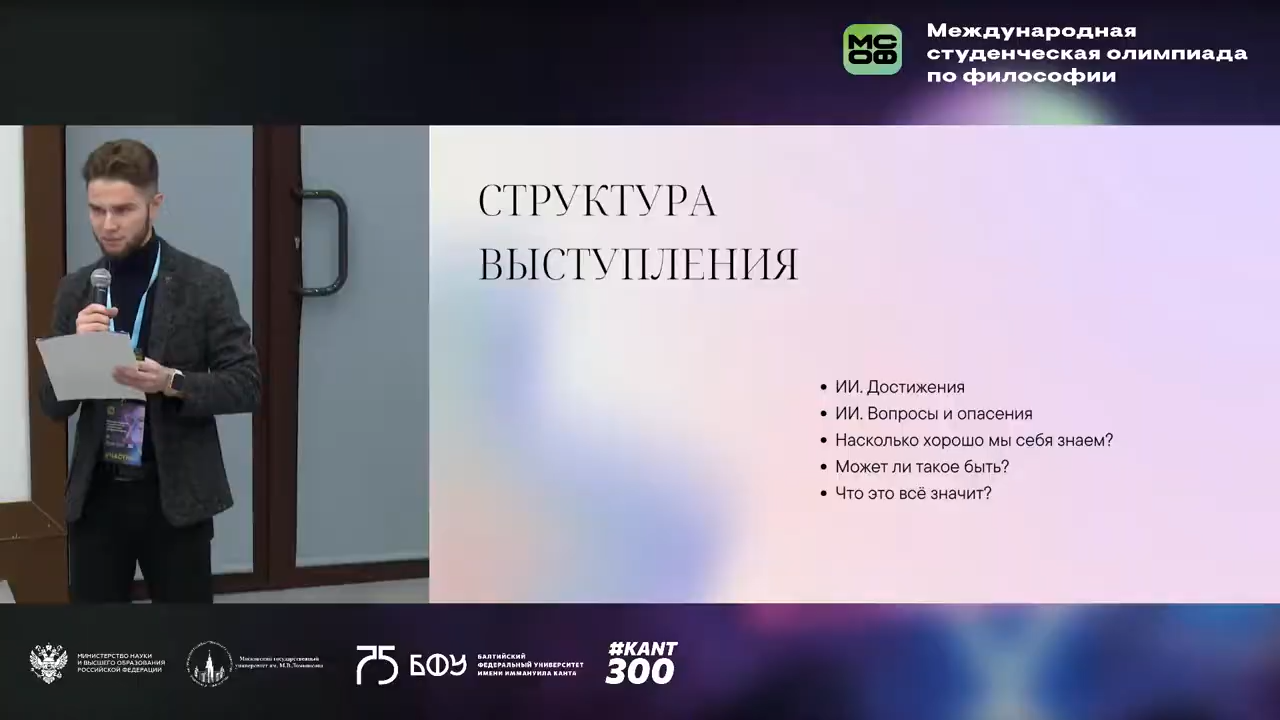 МС
ОФ
Международная
студенческая олимпиада
по философии
СТРУКТУРА
ВЫСТУПЛЕНИЯ
• ИИ. Достижения
• ИИ. Вопросы и опасения
• Насколько хорошо мы себя знаем?
• Может ли такое быть?
• Что это всё значит?
МИНИСТЕРСТВО НАУКИ
И ВЫСШЕГО ОБРАЗОВАНИЯ
РОССИЙСКОЙ ФЕДЕРАЦИИ
Московский государственный
университет им. М.В. Ломоносова
75 БФУ
БАЛТИЙСКИЙ
ФЕДЕРАЛЬНЫЙ УНИВЕРСИТЕТ
ИМЕНИ ИММАНУИЛА КАНТА
#KANT
300